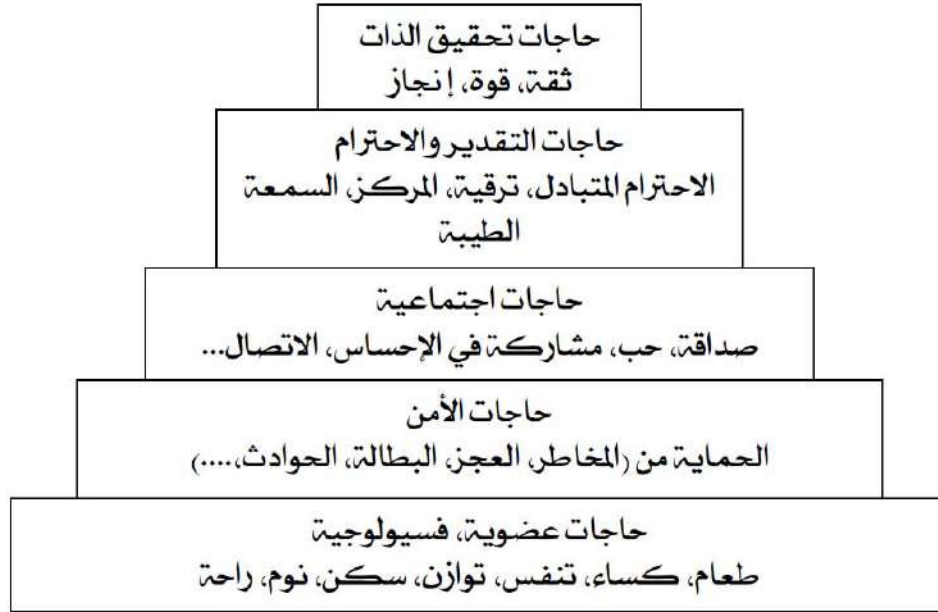 حاجات تحقيق الذات
ثقة، قوة، إنجاز
حاجات التقدير والاحترام
الاحترام المتبادل، ترقية، المركز، السمعة
الطيبة
حاجات اجتماعية
صداقة، حب، مشاركة في الإحساس، الاتصال...
حاجات الأمن
الحماية من (المخاطر، العجز، البطالة، الحوادث،....)
حاجات عضوية، فسيولوجية
طعام، كساء، تنفس، توازن، سكن، نوم، راحة